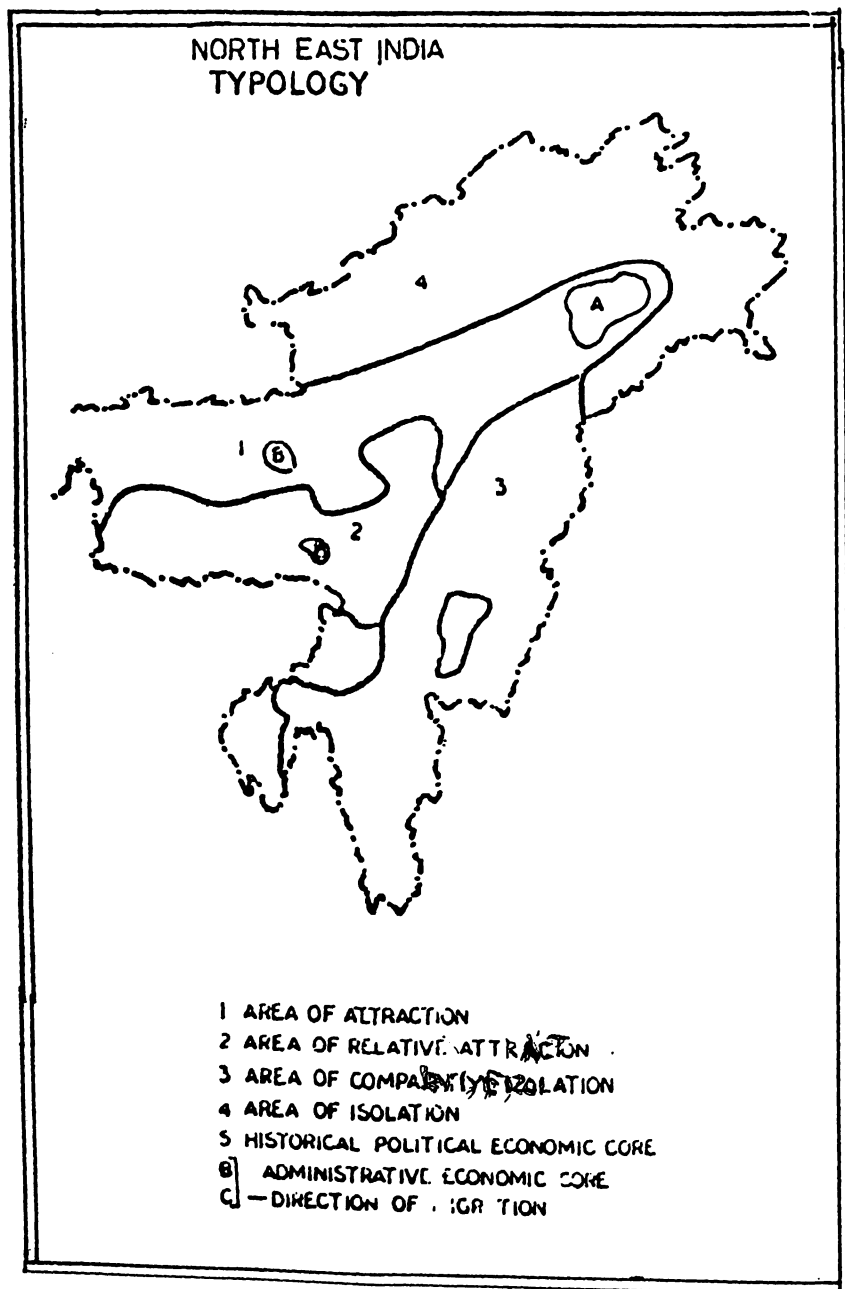 NORTH EAST INDIA
TYPOLOGY
4
A
1
B
3
2
1 AREA OF ATTRACTION
2 AREA OF RELATIVE ATTRACTON
3 AREA OF
4 AREA OF ISOLATION
5 HISTORICAL POLITICAL ECONOMIC CORE
B] ADMINISTRATIVE ECONOMIC CORE
C] — DIRECTION OF